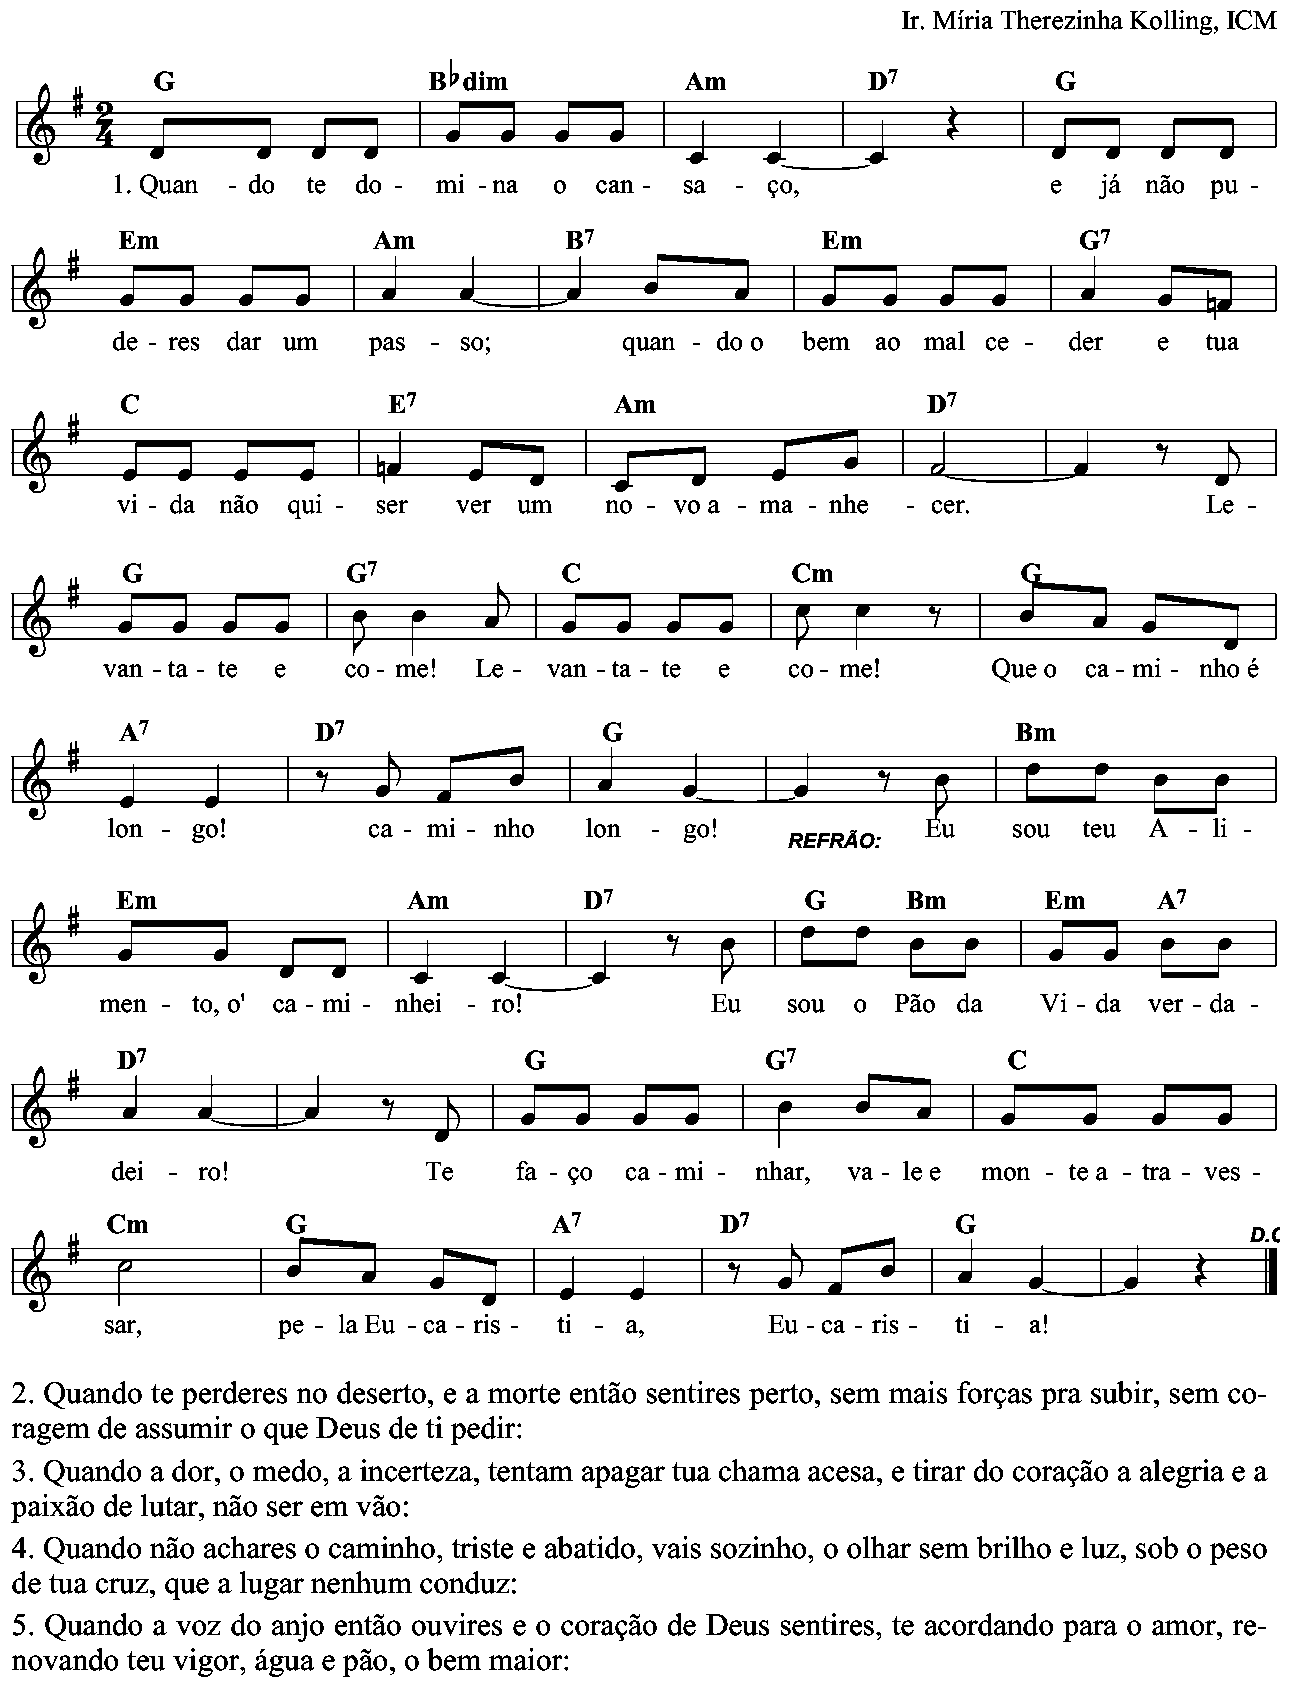 Ir. Míria Therezinha Kolling, ICM
G B♭dim Am D7 G
2
4
1. Quan - do te do - mi - na o can - sa - ço, e já não pu -
Em Am B7 Em G7
de - res dar um pas - so; quan - do o bem ao mal ce - der e tua
C E7 Am D7
vi - da não qui - ser ver um no - vo a - ma - nhe - cer. Le -
G G7 C Cm G
van - ta - te e co - me! Le - van - ta - te e co - me! Que o ca - mi - nho é
A7 D7 G Bm
lon - go! ca - mi - nho lon - go! Eu sou teu A - li -
REFRÃO:
Em Am D7 G Bm Em A7
men - to, o' ca - mi - nhei - ro! Eu sou o Pão da Vi - da ver - da -
D7 G G7 C
dei - ro! Te fa - ço ca - mi - nhar, va - le e mon - te a - tra - ves -
Cm G A7 D7 G D.C
sar, pe - la Eu - ca - ris - ti - a, Eu - ca - ris - ti - a!
2. Quando te perderes no deserto, e a morte então sentires perto, sem mais forças pra subir, sem co-
ragem de assumir o que Deus de ti pedir:
3. Quando a dor, o medo, a incerteza, tentam apagar tua chama acesa, e tirar do coração a alegria e a
paixão de lutar, não ser em vão:
4. Quando não achares o caminho, triste e abatido, vais sozinho, o olhar sem brilho e luz, sob o peso
de tua cruz, que a lugar nenhum conduz:
5. Quando a voz do anjo então ouvires e o coração de Deus sentires, te acordando para o amor, re-
novando teu vigor, água e pão, o bem maior: